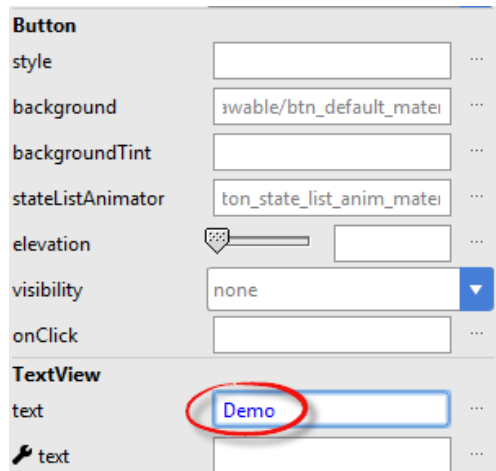 Button
style
background awable/btn_default_mater
backgroundTint
stateListAnimator ton_state_list_anim_mater
elevation
visibility none
onClick
TextView
text Demo
text